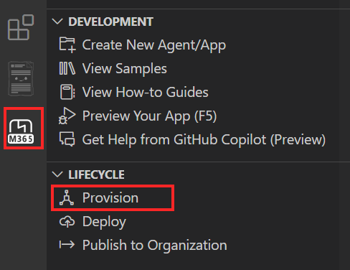 DEVELOPMENT
Create New Agent/App
View Samples
View How-to Guides
Preview Your App (F5)
Get Help from GitHub Copilot (Preview)
M365
LIFECYCLE
Provision
Deploy
Publish to Organization